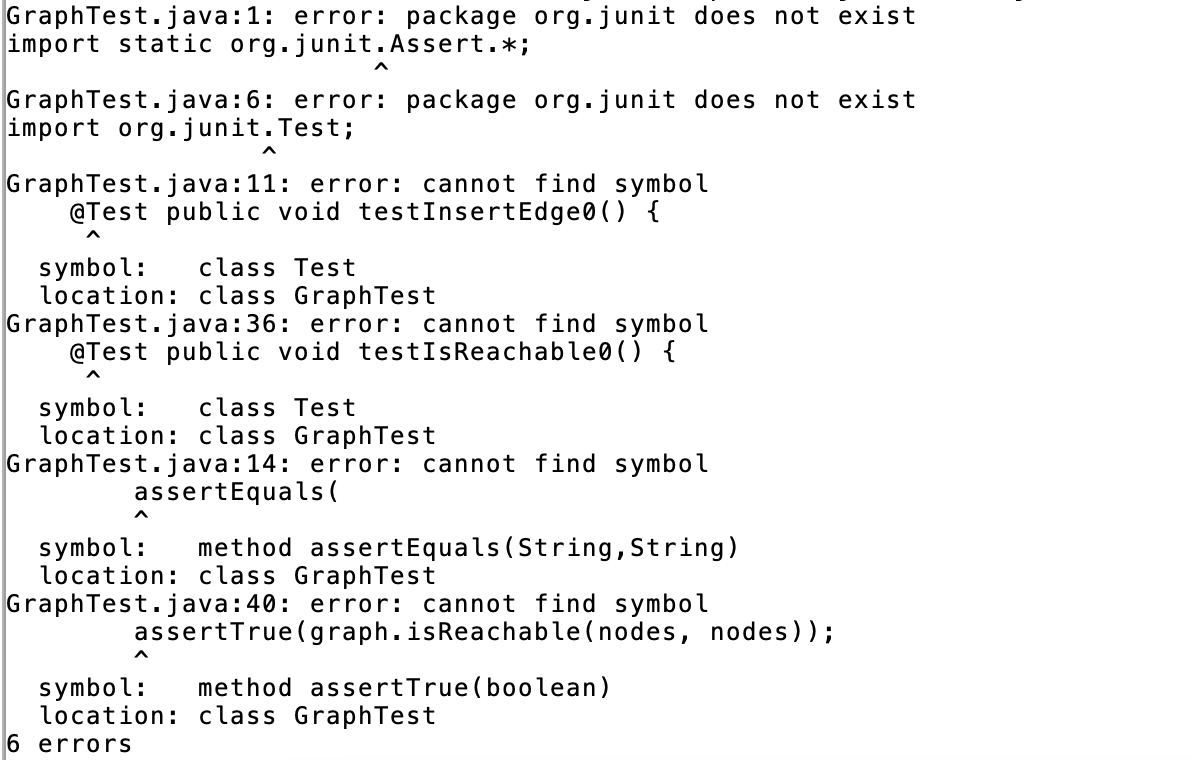 GraphTest.java:1: error: package org.junit does not exist
import static org.junit.Assert.*;
                       ^
GraphTest.java:6: error: package org.junit does not exist
import org.junit.Test;
                ^
GraphTest.java:11: error: cannot find symbol
    @Test public void testInsertEdge0() {
     ^
  symbol:   class Test
  location: class GraphTest
GraphTest.java:36: error: cannot find symbol
    @Test public void testIsReachable0() {
     ^
  symbol:   class Test
  location: class GraphTest
GraphTest.java:14: error: cannot find symbol
        assertEquals(
        ^
  symbol:   method assertEquals(String,String)
  location: class GraphTest
GraphTest.java:40: error: cannot find symbol
        assertTrue(graph.isReachable(nodes, nodes));
        ^
  symbol:   method assertTrue(boolean)
  location: class GraphTest
6 errors